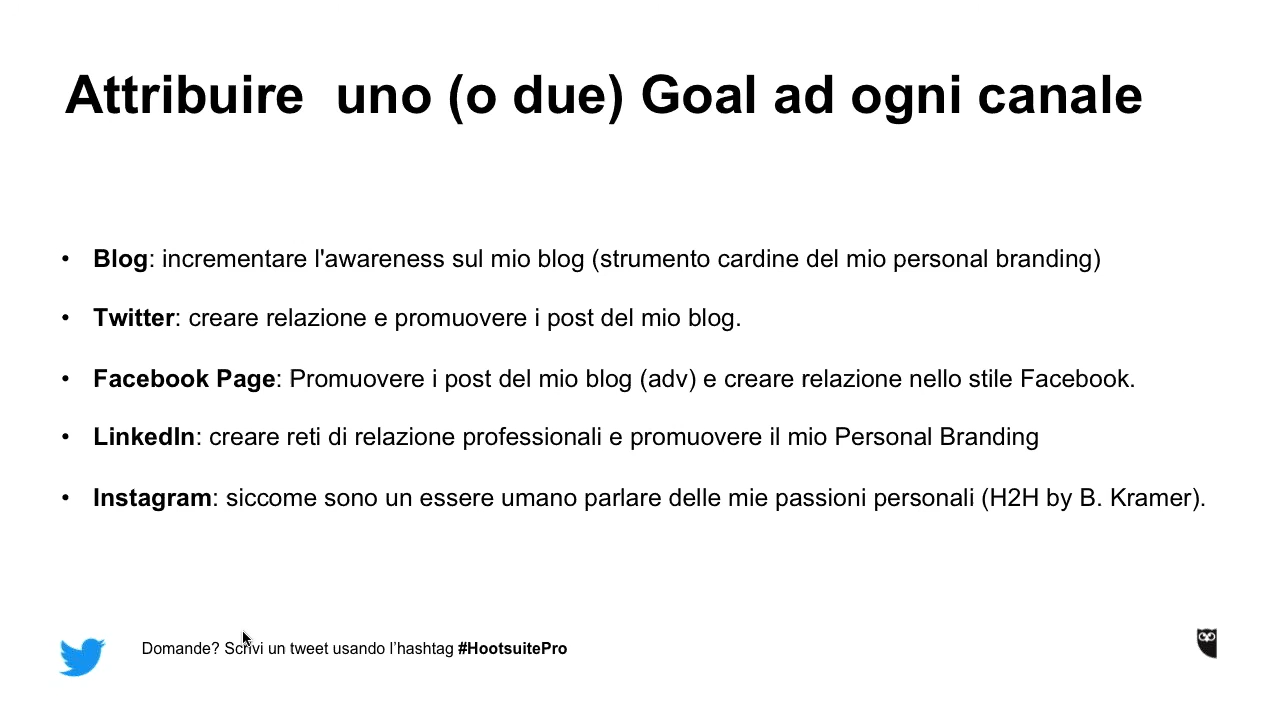 Attribuire  uno (o due) Goal ad ogni canale
• Blog: incrementare l'awareness sul mio blog (strumento cardine del mio personal branding)
• Twitter: creare relazione e promuovere i post del mio blog.
• Facebook Page: Promuovere i post del mio blog (adv) e creare relazione nello stile Facebook.
• LinkedIn: creare reti di relazione professionali e promuovere il mio Personal Branding
• Instagram: siccome sono un essere umano parlare delle mie passioni personali (H2H by B. Kramer).
Domande? Scrivi un tweet usando l’hashtag #HootsuitePro